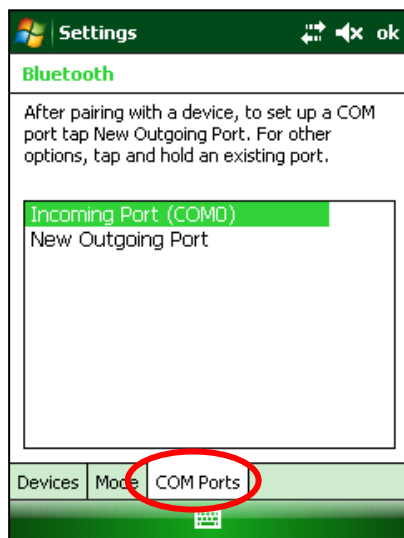 Settings ok
Bluetooth
After pairing with a device, to set up a COM
port tap New Outgoing Port. For other
options, tap and hold an existing port.
Incoming Port (COM0)
New Outgoing Port
Devices Mode COM Ports